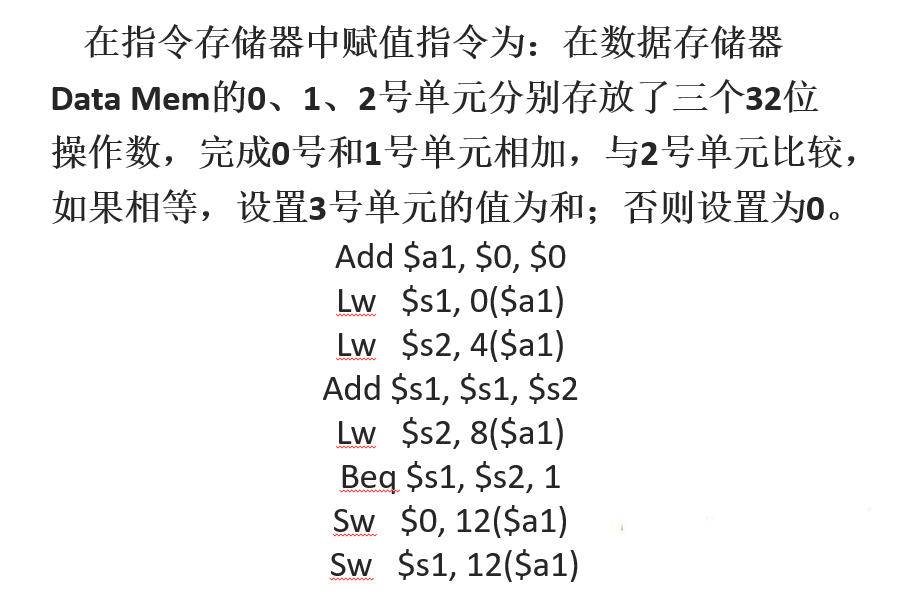 在指令存储器中赋值指令为：在数据存储器
Data Mem的0、1、2号单元分别存放了三个32位
操作数，完成0号和1号单元相加，与2号单元比较，
如果相等，设置3号单元的值为和；否则设置为0。
Add $a1, $0, $0
Lw $s1, 0($a1)
Lw $s2, 4($a1)
Add $s1, $s1, $s2
Lw $s2, 8($a1)
Beq $s1, $s2, 1
Sw $0, 12($a1)
Sw $s1, 12($a1)